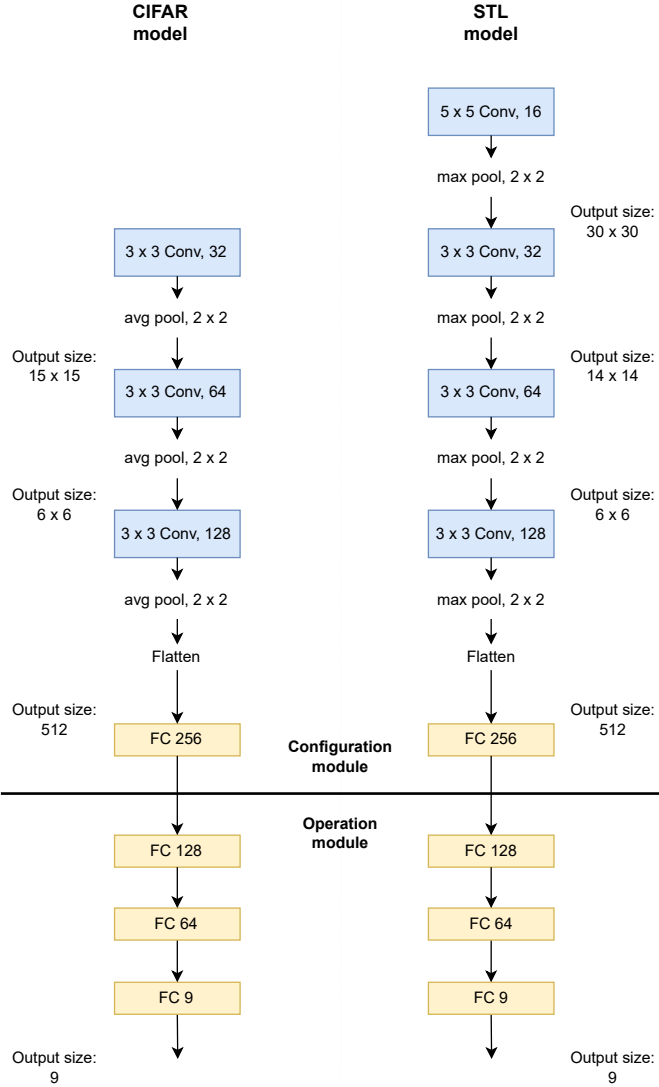 CIFAR
model
STL
model
5 x 5 Conv, 16
max pool, 2 x 2
Output size:
30 x 30
3 x 3 Conv, 32
3 x 3 Conv, 32
avg pool, 2 x 2
max pool, 2 x 2
Output size:
15 x 15
Output size:
14 x 14
3 x 3 Conv, 64
3 x 3 Conv, 64
avg pool, 2 x 2
max pool, 2 x 2
Output size:
6 x 6
Output size:
6 x 6
3 x 3 Conv, 128
3 x 3 Conv, 128
avg pool, 2 x 2
max pool, 2 x 2
Flatten
Flatten
Output size:
512
Output size:
512
FC 256
FC 256
Configuration
module
Operation
module
FC 128
FC 128
FC 64
FC 64
FC 9
FC 9
Output size:
9
Output size:
9